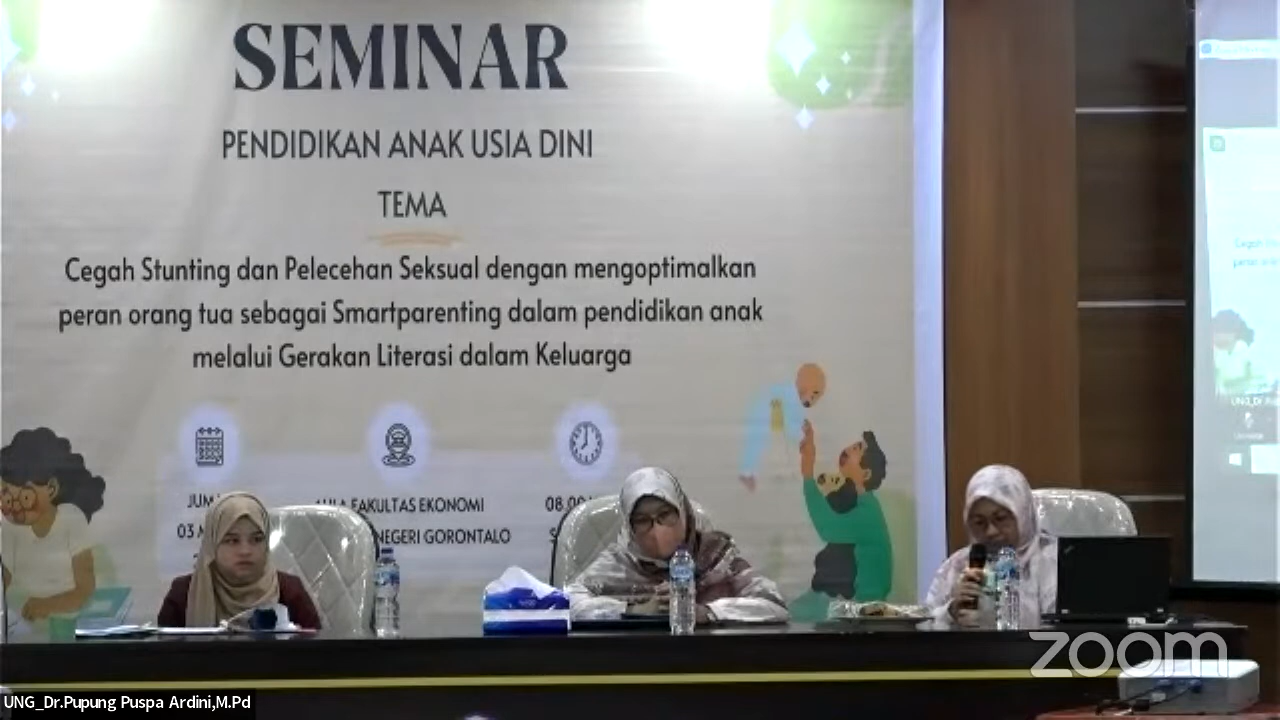 SEMINAR
PENDIDIKAN ANAK USIA DINI
TEMA
Cegah Stunting dan Pelecehan Seksual dengan mengoptimalkan
peran orang tua sebagai Smartparenting dalam pendidikan anak
melalui Gerakan Literasi dalam Keluarga
FAKULTAS EKONOMI
03
NEGERI GORONTALO
zoom
UNG_Dr.Pupung Puspa Ardini,M.Pd